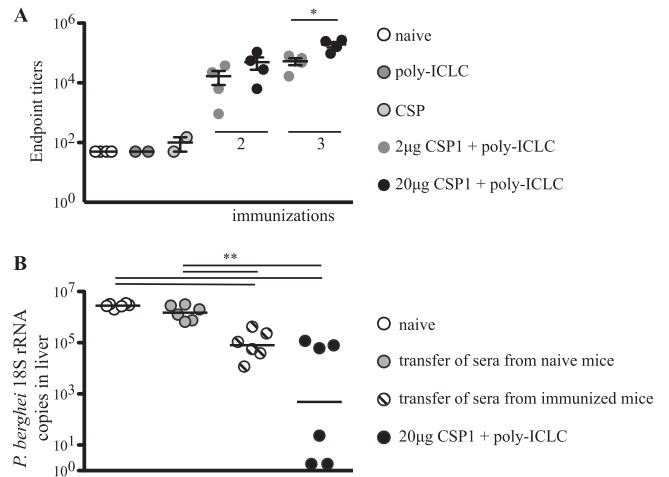 A
10^6
*
10^4
10^2
10^0
Endpoint titers
2
3
immunizations
naive
poly-ICLC
CSP
2µg CSP1 + poly-ICLC
20µg CSP1 + poly-ICLC
B
**
10^7
10^5
10^3
10^1
10^0
P. berghei 18S rRNA
copies in liver
naive
transfer of sera from naive mice
transfer of sera from immunized mice
20µg CSP1 + poly-ICLC